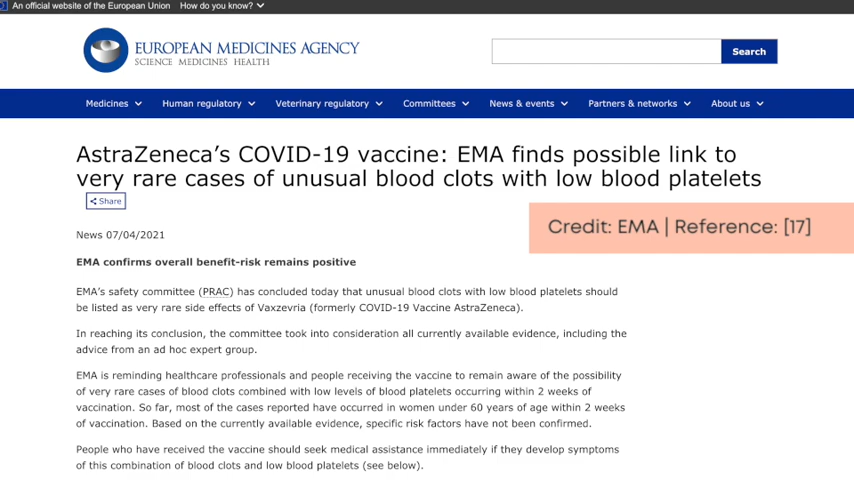 An official website of the European Union How do you know?
EUROPEAN MEDICINES AGENCY
SCIENCE MEDICINES HEALTH
Search
Medicines Human regulatory Veterinary regulatory Committees News & events Partners & networks About us
AstraZeneca's COVID-19 vaccine: EMA finds possible link to
very rare cases of unusual blood clots with low blood platelets
Share
Credit: EMA | Reference: [17]
News 07/04/2021
EMA confirms overall benefit-risk remains positive
EMA's safety committee (PRAC) has concluded today that unusual blood clots with low blood platelets should
be listed as very rare side effects of Vaxzevria (formerly COVID-19 Vaccine AstraZeneca).
In reaching its conclusion, the committee took into consideration all currently available evidence, including the
advice from an ad hoc expert group.
EMA is reminding healthcare professionals and people receiving the vaccine to remain aware of the possibility
of very rare cases of blood clots combined with low levels of blood platelets occurring within 2 weeks of
vaccination. So far, most of the cases reported have occurred in women under 60 years of age within 2 weeks
of vaccination. Based on the currently available evidence, specific risk factors have not been confirmed.
People who have received the vaccine should seek medical assistance immediately if they develop symptoms
of this combination of blood clots and low blood platelets (see below).